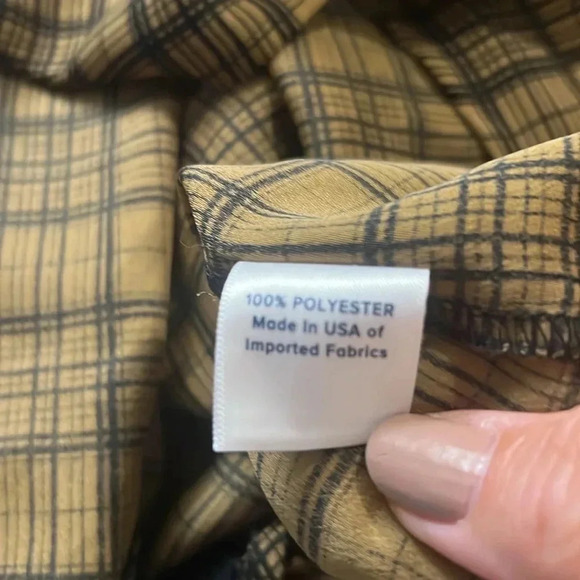 100% POLYESTER
Made In USA of
Imported Fabrics